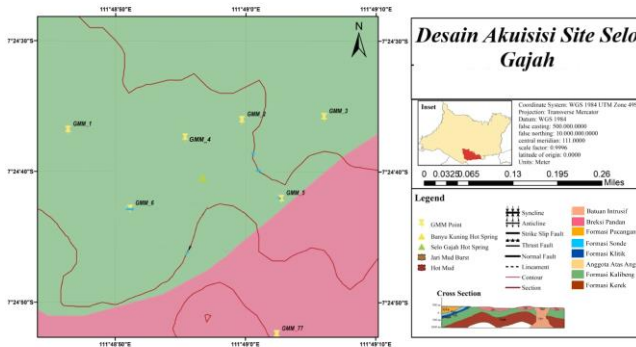 111°48'50"E
111°49'0"E
111°49'10"E
7°24'30"S
7°24'30"S
N
GMM_1
GMM_4
GMM_2
GMM_3
7°24'40"S
7°24'40"S
GMM_6
7°24'50"S
7°24'50"S
GMM_77
111°48'50"E
111°49'0"E
111°49'10"E
Desain Akuisisi Site Selo
Gajah
Inset
Coordinate System: WGS 1984 UTM Zone 49S
Projection: Transverse Mercator
Datum: WGS 1984
false easting: 500.000.0000
false northing: 10.000.000.0000
central meridian: 111.0000
scale factor: 0.9996
latitude of origin: 0.0000
Units: Meter
0 0.0325 0.065 0.13 0.195 0.26
Miles
Legend
GMM Point
Banyu Kuning Hot Spring
Selo Gajah Hot Spring
Jari Mud Burst
Hot Mud
Syncline
Anticline
Strike Slip Fault
Thrust Fault
Normal Fault
Lineament
Contour
Section
Batuan Intrusif
Breksi Pandan
Formasi Pucangan
Formasi Sonde
Formasi Klitik
Anggota Atas Ang
Formasi Kalibeng
Formasi Kerek
Cross Section